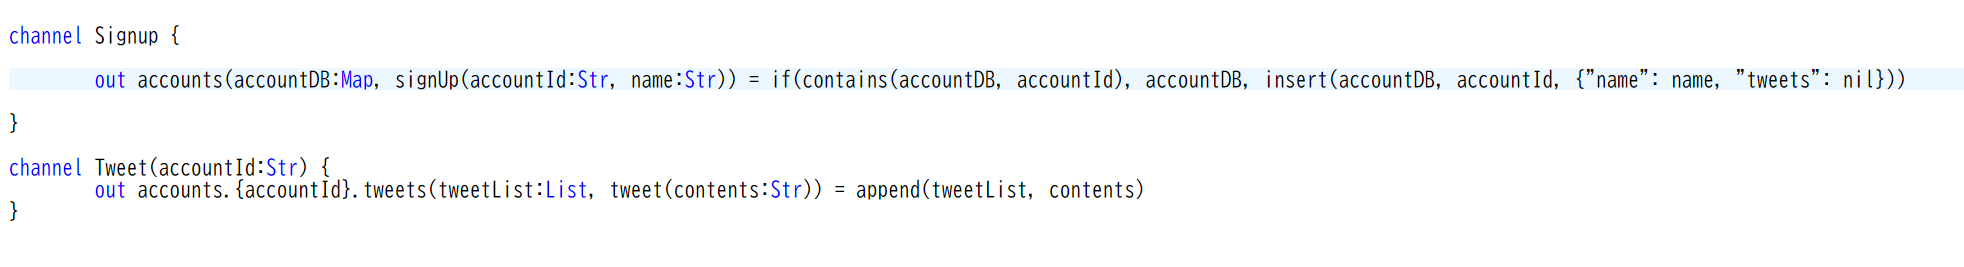 channel Signup {
out accounts(accountDB:Map, signUp(accountId:Str, name:Str)) = if(contains(accountDB, accountId), accountDB, insert(accountDB, accountId, {”name”: name, ”tweets”: nil}))
}
channel Tweet(accountId:Str) {
out accounts.{accountId}.tweets(tweetList:List, tweet(contents:Str)) = append(tweetList, contents)
}